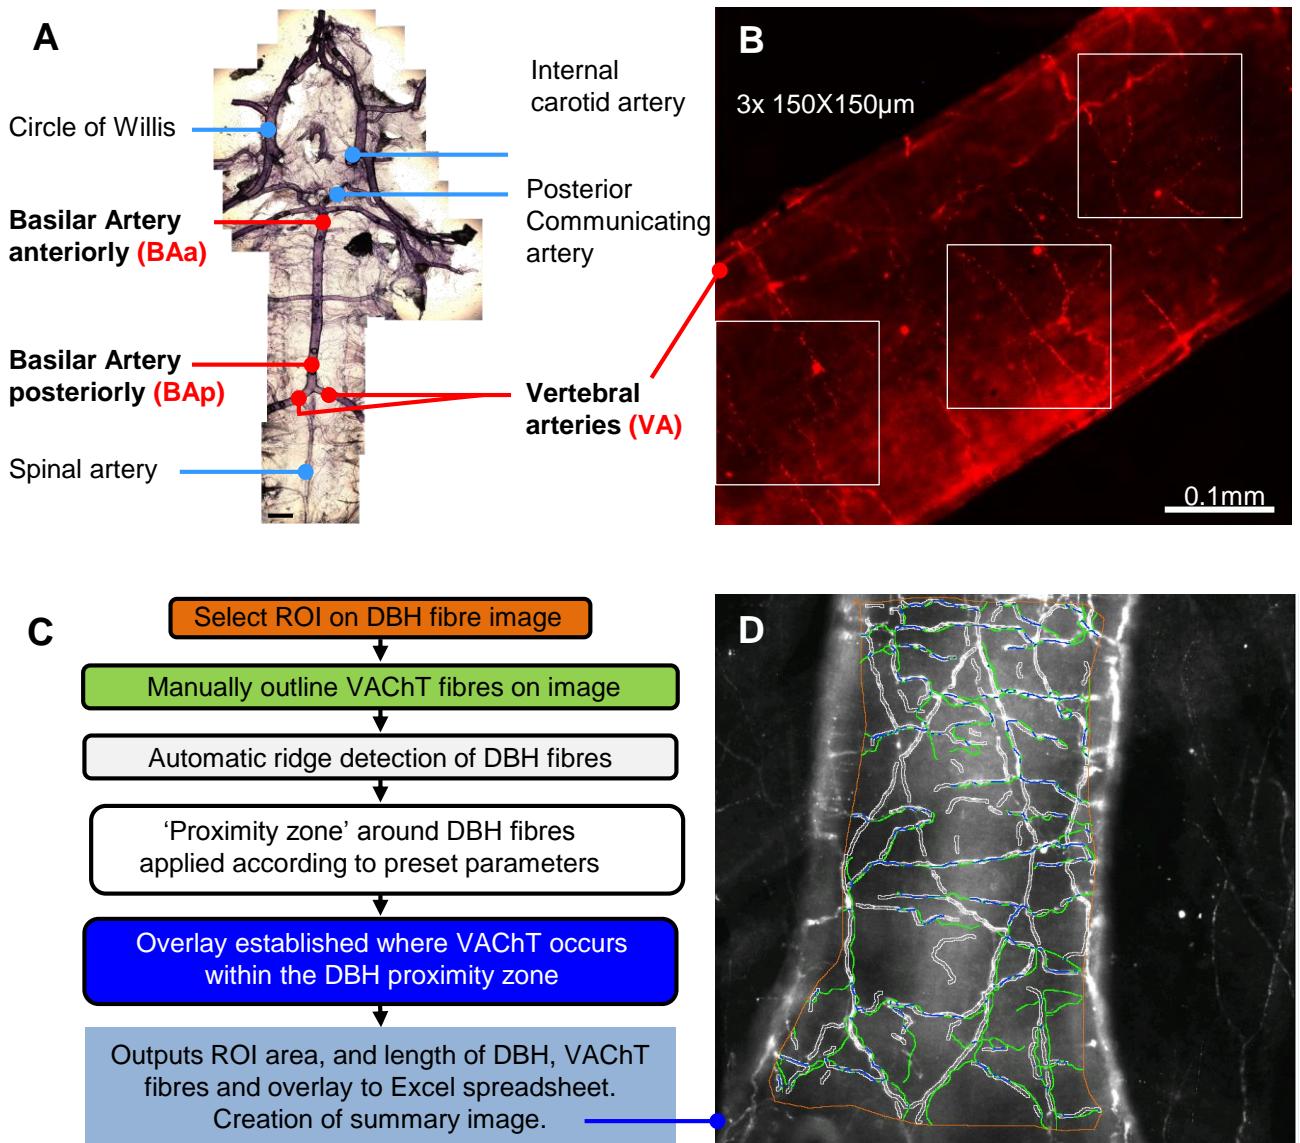 A
Circle of Willis
Internal
carotid artery
Posterior
Communicating
artery
Basilar Artery
anteriorly (BAa)
Basilar Artery
posteriorly (BAp)
Vertebral
arteries (VA)
Spinal artery
B
3x 150X150µm
0.1mm
C
Select ROI on DBH fibre image
Manually outline VAChT fibres on image
Automatic ridge detection of DBH fibres
‘Proximity zone’ around DBH fibres
applied according to preset parameters
Overlay established where VAChT occurs
within the DBH proximity zone
Outputs ROI area, and length of DBH, VAChT
fibres and overlay to Excel spreadsheet.
Creation of summary image.
D